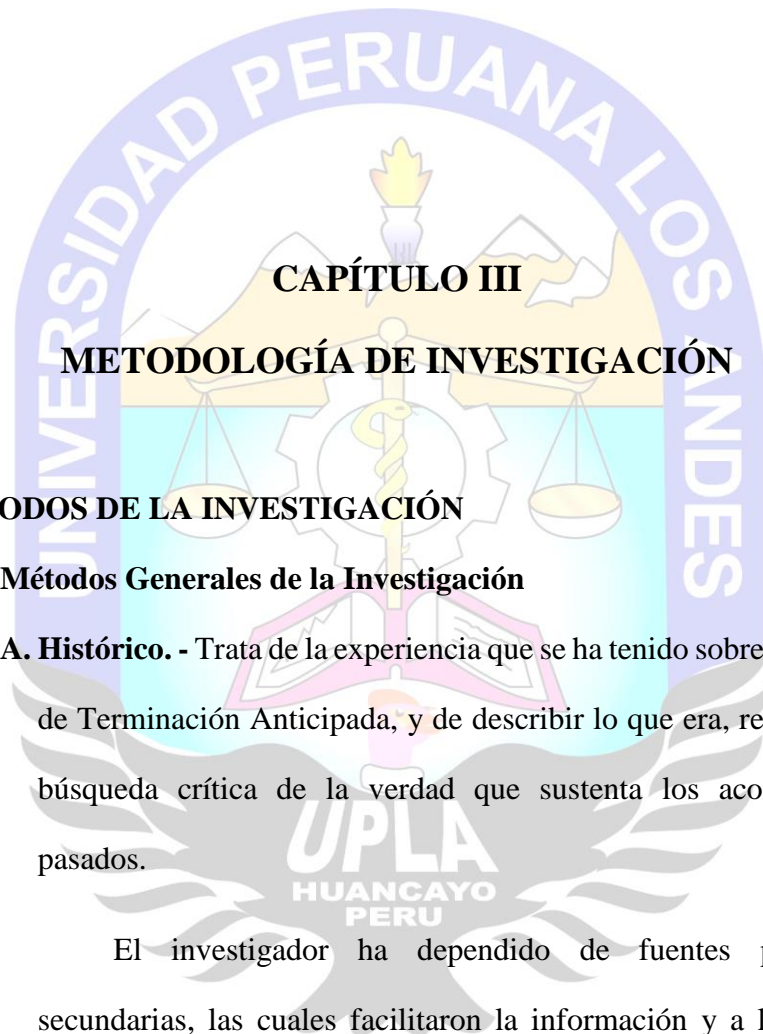 UNIVERSIDAD PERUANA LOS ANDES
CAPÍTULO III
METODOLOGÍA DE INVESTIGACIÓN
ODOS DE LA INVESTIGACIÓN
Métodos Generales de la Investigación
A. Histórico. - Trata de la experiencia que se ha tenido sobre
de Terminación Anticipada, y de describir lo que era, re
búsqueda crítica de la verdad que sustenta los aco
pasados.
UPLA
HUANCAYO
PERU
El investigador ha dependido de fuentes p
secundarias, las cuales facilitaron la información y a l